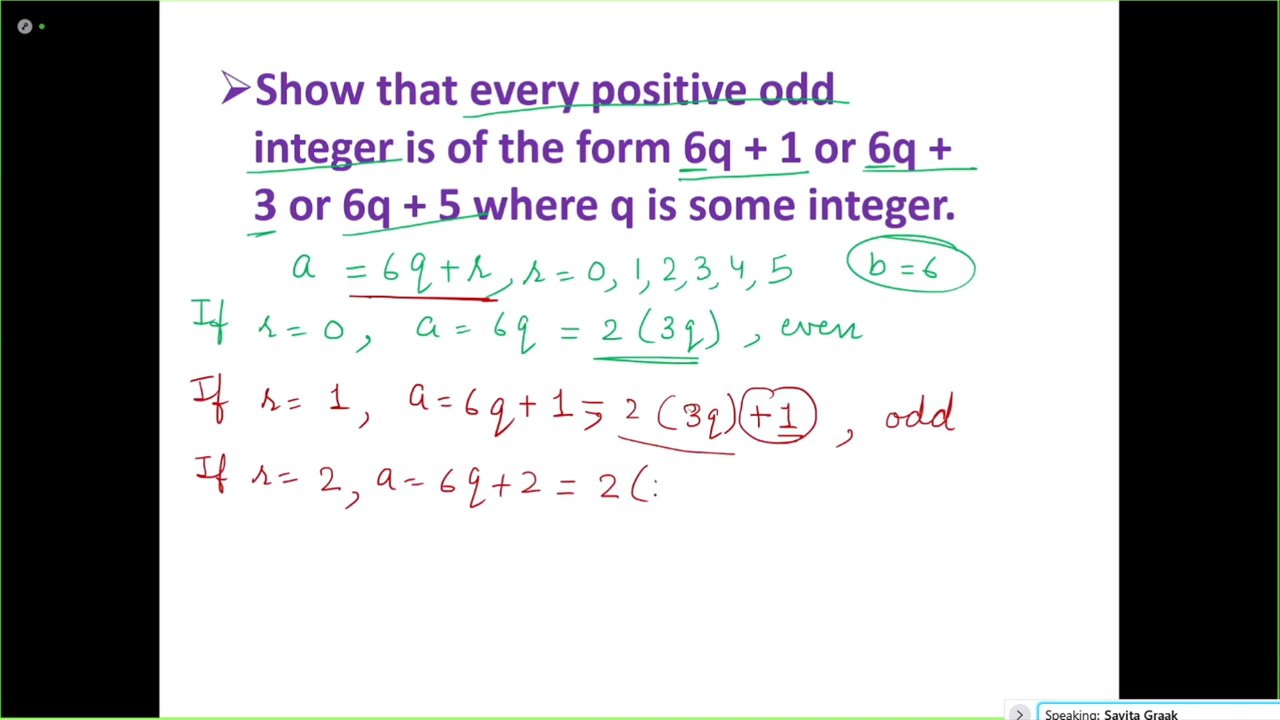 ➢Show that every positive odd
integer is of the form 6q + 1 or 6q +
3 or 6q + 5 where q is some integer.
a = 6q + r, r = 0, 1, 2, 3, 4, 5 b = 6
If r = 0, a = 6q = 2 (3q), even
If r = 1, a = 6q + 1 = 2 (3q) + 1, odd
If r = 2, a = 6q + 2 = 2 (
Speaking: Savita Graak